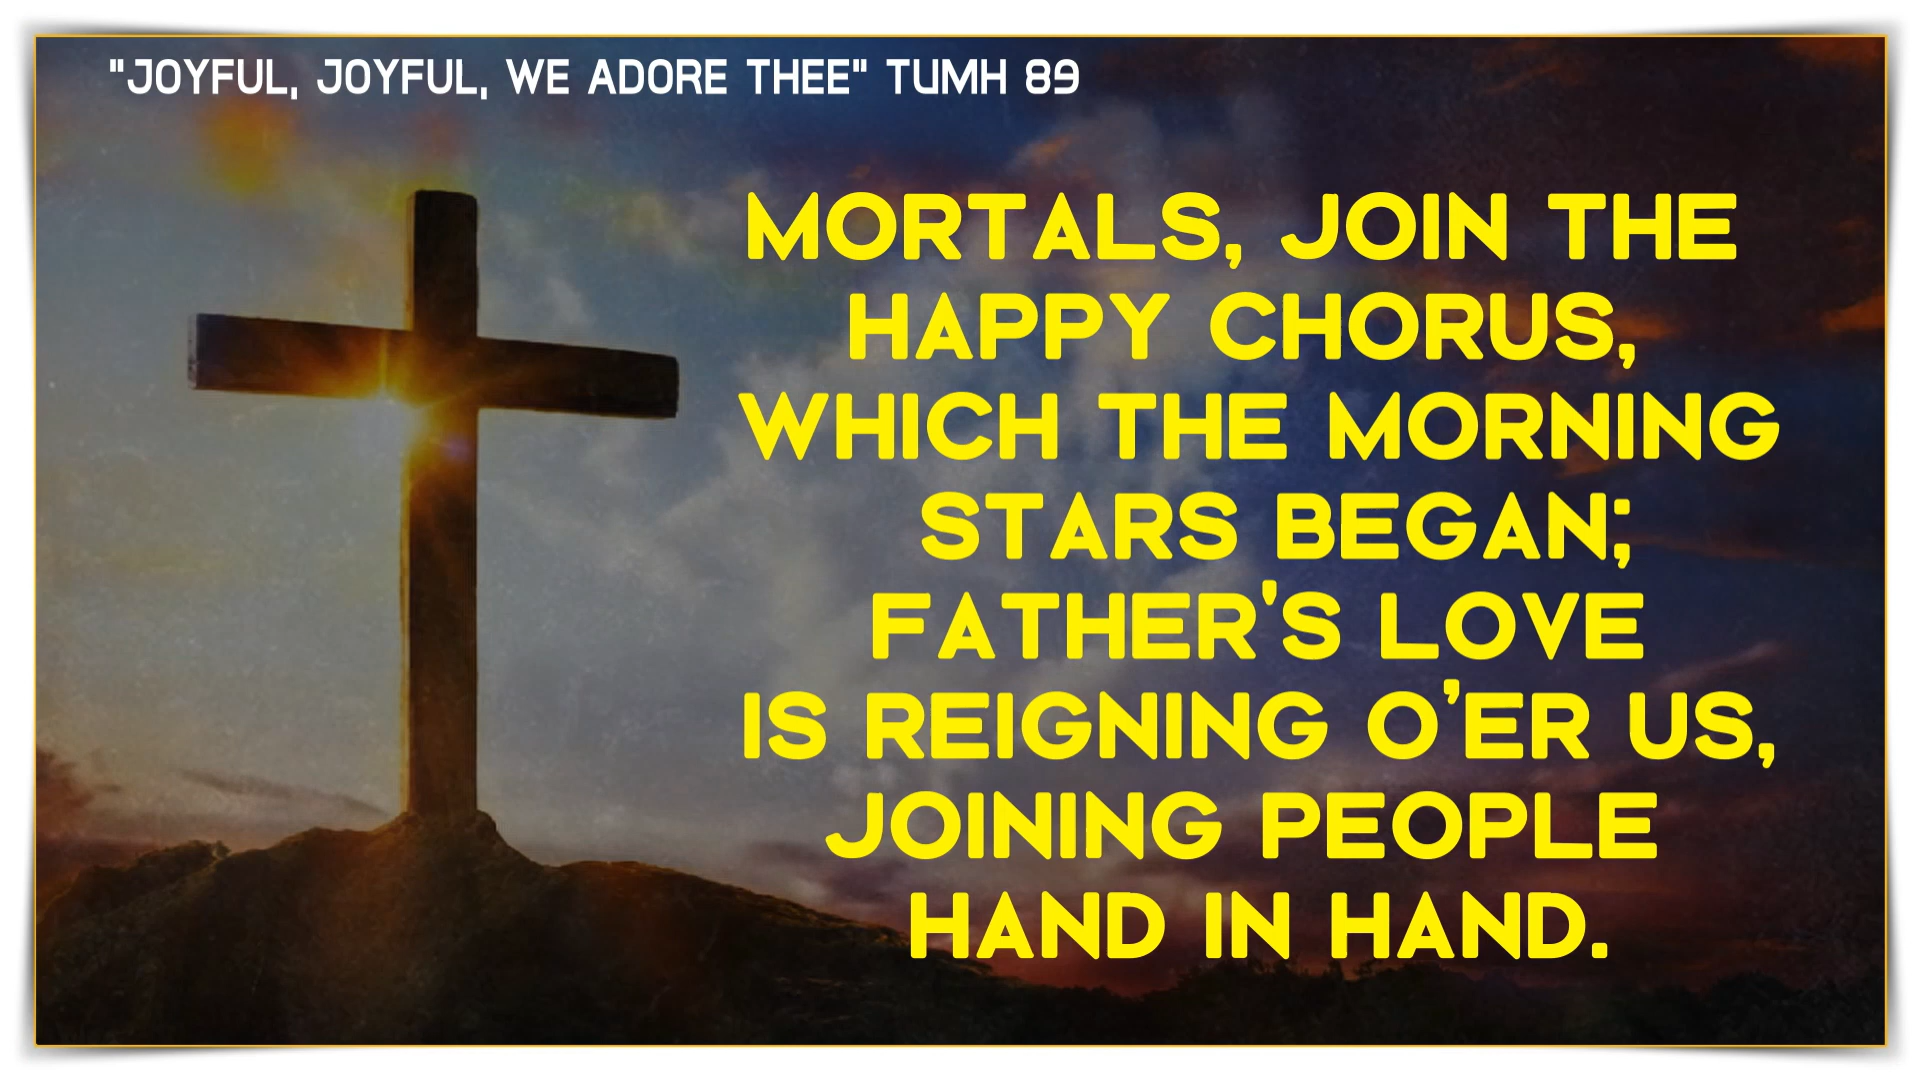 "JOYFUL, JOYFUL, WE ADORE THEE" TUMH 89
MORTALS, JOIN THE
HAPPY CHORUS,
WHICH THE MORNING
STARS BEGAN;
FATHER'S LOVE
IS REIGNING O’ER US,
JOINING PEOPLE
HAND IN HAND.